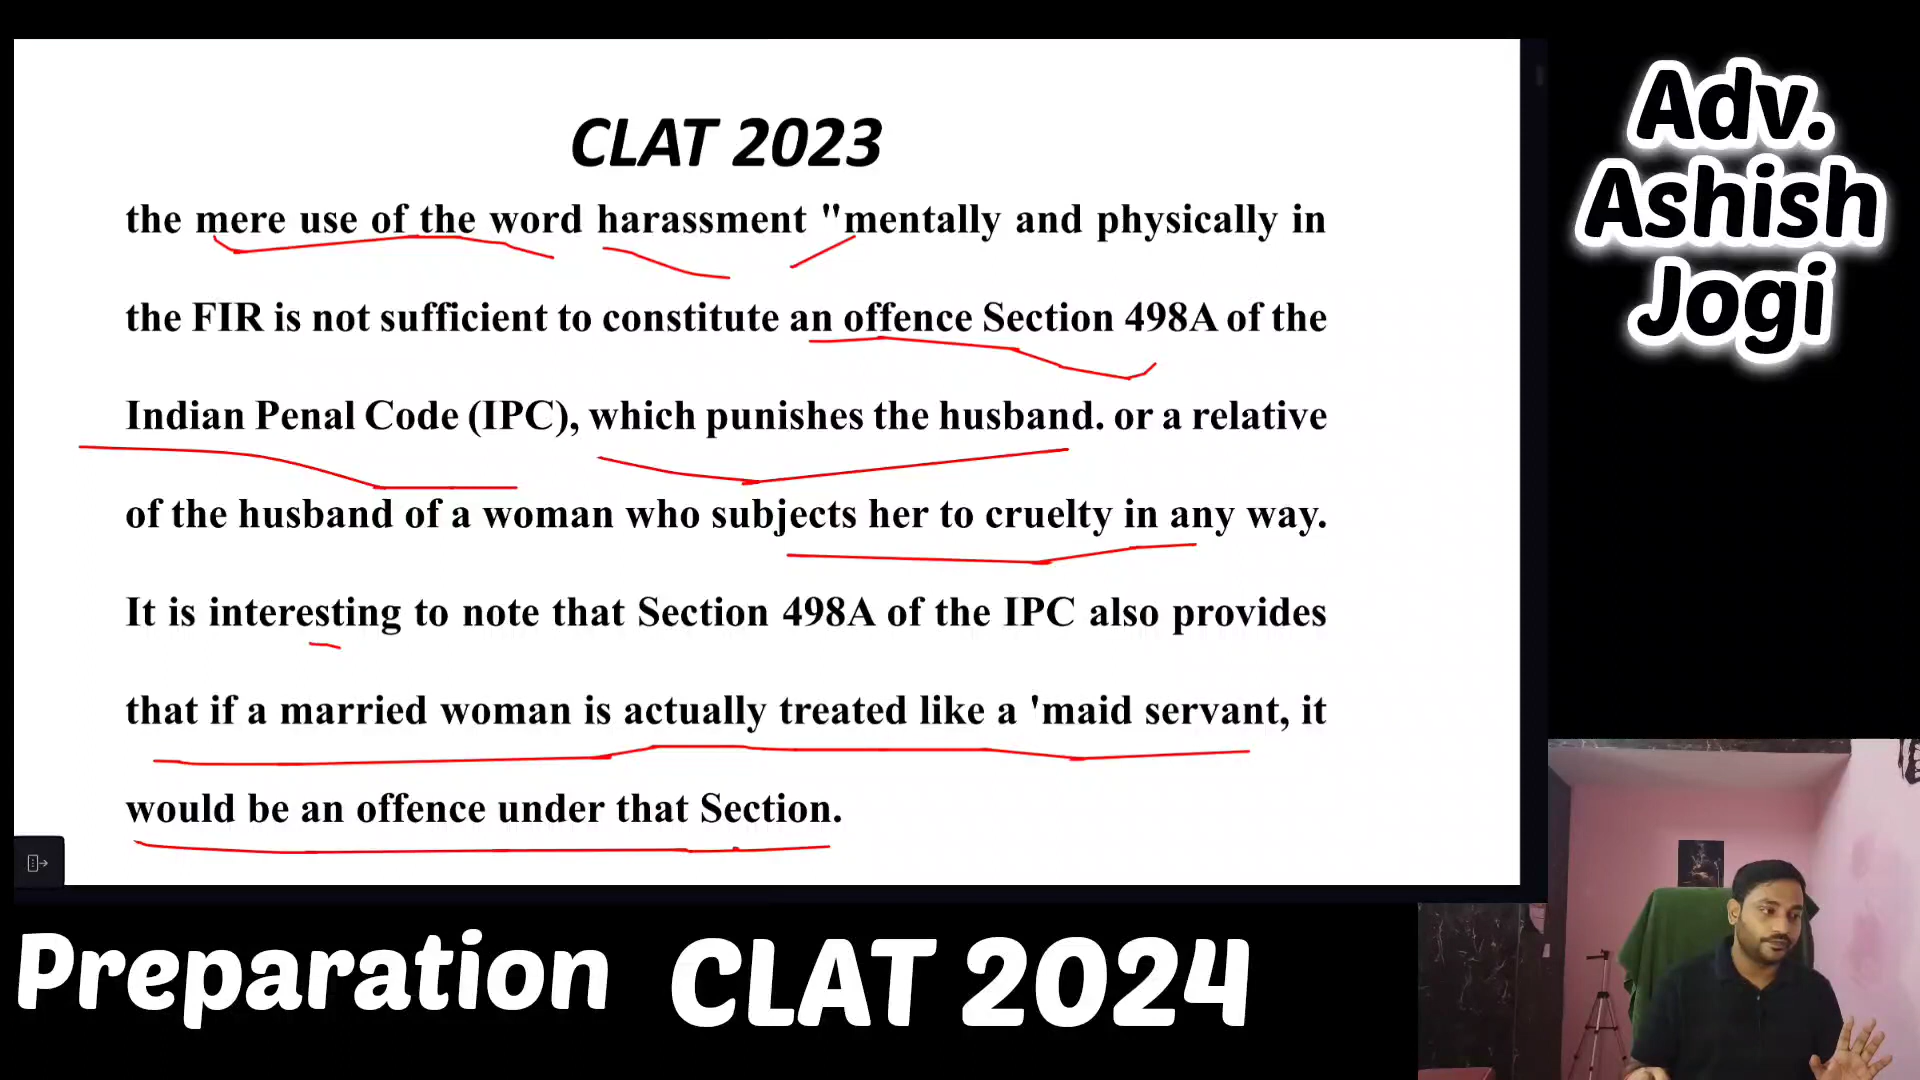 CLAT 2023
the mere use of the word harassment "mentally and physically in
the FIR is not sufficient to constitute an offence Section 498A of the
Indian Penal Code (IPC), which punishes the husband. or a relative
of the husband of a woman who subjects her to cruelty in any way.
It is interesting to note that Section 498A of the IPC also provides
that if a married woman is actually treated like a 'maid servant, it
would be an offence under that Section.
Adv.
Ashish
Jogi
Preparation CLAT 2024